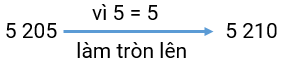 vì 5 = 5
5 205 5 210
làm tròn lên